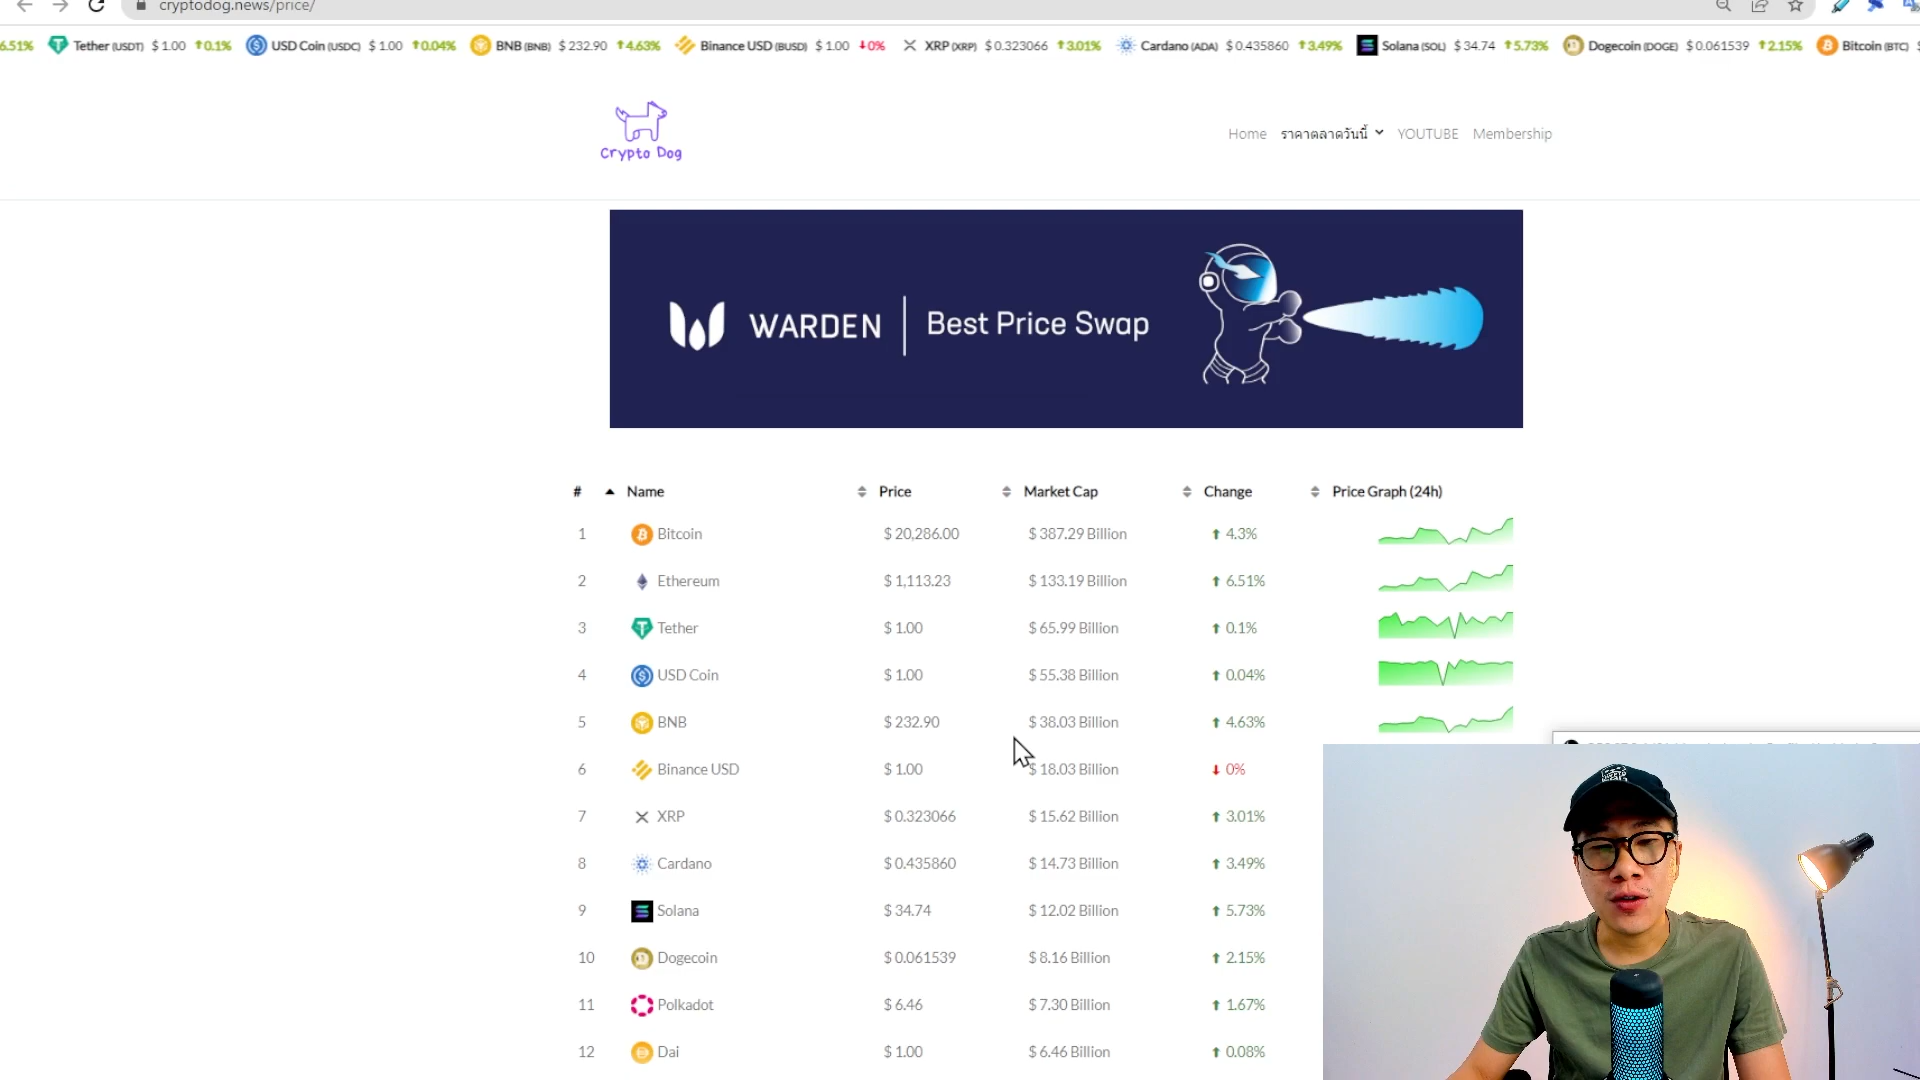 cryptodog.news/price/
6.51% Tether (USDT) $ 1.00 ⬆0.1% USD Coin (USDC) $ 1.00 ⬆0.04% BNB (BNB) $ 232.90 ⬆4.63% Binance USD (BUSD) $ 1.00 ⬇0% XRP (XRP) $ 0.323066 ⬆3.01% Cardano (ADA) $ 0.435860 ⬆3.49% Solana (SOL) $ 34.74 ⬆5.73% Dogecoin (DOGE) $ 0.061539 ⬆2.15% Bitcoin (BTC)
Crypto Dog
Home ราคาตลาดวันนี้ YOUTUBE Membership
WARDEN | Best Price Swap
# Name Price Market Cap Change Price Graph (24h)
1 Bitcoin $ 20,286.00 $ 387.29 Billion ⬆ 4.3%
2 Ethereum $ 1,113.23 $ 133.19 Billion ⬆ 6.51%
3 Tether $ 1.00 $ 65.99 Billion ⬆ 0.1%
4 USD Coin $ 1.00 $ 55.38 Billion ⬆ 0.04%
5 BNB $ 232.90 $ 38.03 Billion ⬆ 4.63%
6 Binance USD $ 1.00 $ 18.03 Billion ⬇ 0%
7 XRP $ 0.323066 $ 15.62 Billion ⬆ 3.01%
8 Cardano $ 0.435860 $ 14.73 Billion ⬆ 3.49%
9 Solana $ 34.74 $ 12.02 Billion ⬆ 5.73%
10 Dogecoin $ 0.061539 $ 8.16 Billion ⬆ 2.15%
11 Polkadot $ 6.46 $ 7.30 Billion ⬆ 1.67%
12 Dai $ 1.00 $ 6.46 Billion ⬆ 0.08%